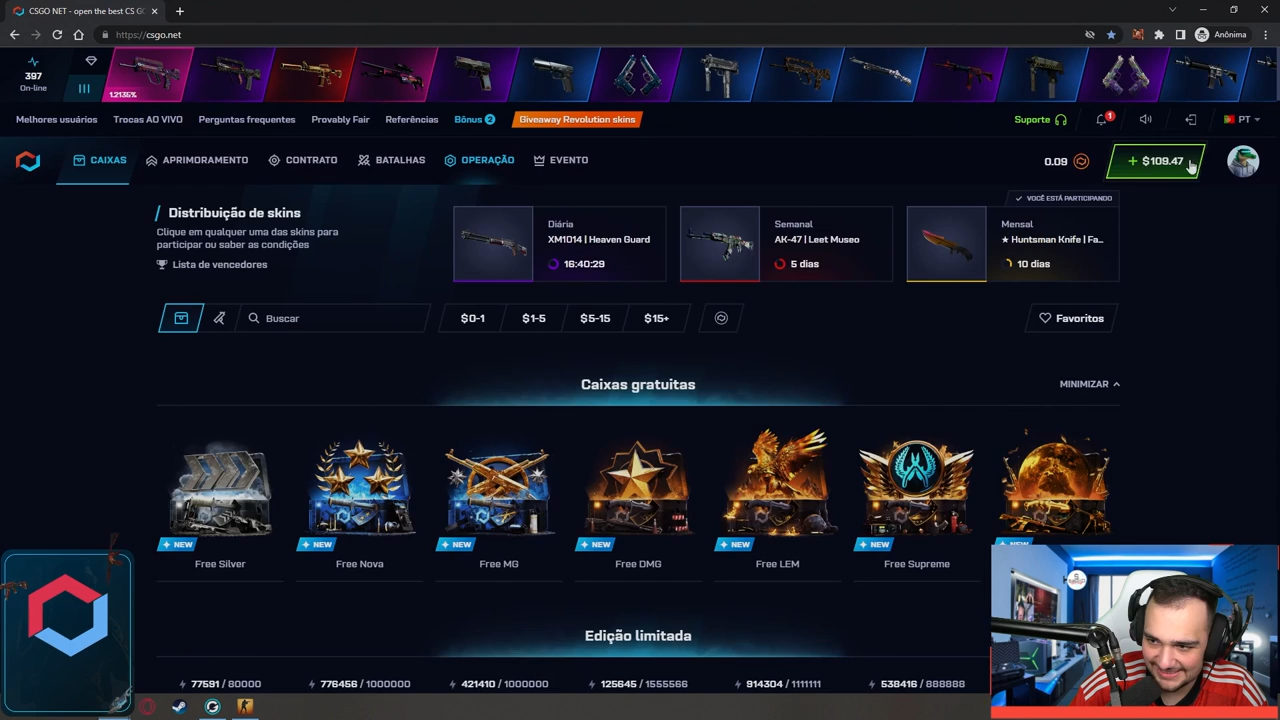 CSGO NET - open the best CS G
https://csgo.net
Anônima
397
On-line
1.2135%
Melhores usuários
Trocas AO VIVO
Perguntas frequentes
Provably Fair
Referências
Bônus 2
Giveaway Revolution skins
Suporte
1
PT
CAIXAS
APRIMORAMENTO
CONTRATO
BATALHAS
OPERAÇÃO
EVENTO
0.09
+ $109.47
VOCÊ ESTÁ PARTICIPANDO
Distribuição de skins
Clique em qualquer uma das skins para
participar ou saber as condições
Lista de vencedores
Diária
XM1014 | Heaven Guard
16:40:29
Semanal
AK-47 | Leet Museo
5 dias
Mensal
★ Huntsman Knife | Fa...
10 dias
Buscar
$0-1
$1-5
$5-15
$15+
Favoritos
Caixas gratuitas
MINIMIZAR
NEW
NEW
NEW
NEW
NEW
NEW
Free Silver
Free Nova
Free MG
Free DMG
Free LEM
Free Supreme
Edição limitada
77591 / 80000
776456 / 1000000
421410 / 1000000
125645 / 1555566
914304 / 1111111
538416 / 888888